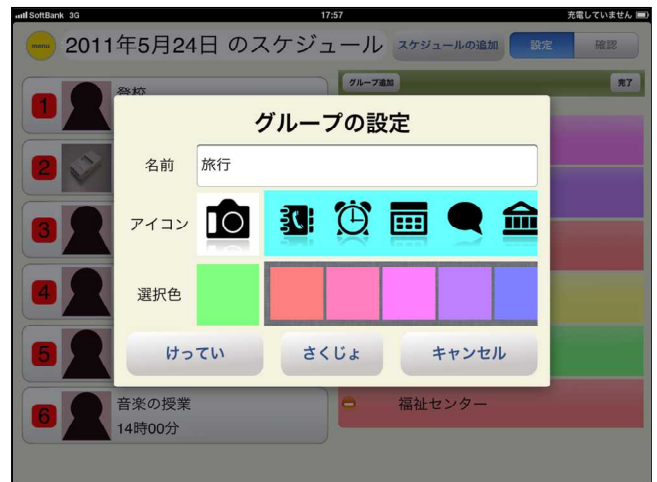 SoftBank 3G 17:57 充電していません
menu 2011年5月24日 のスケジュール スケジュールの追加 設定 確認
グループ追加 完了
1 登校
グループの設定
2 名前 旅行
3 アイコン
4 選択色
5 けってい さくじょ キャンセル
6 音楽の授業 福祉センター
14時00分